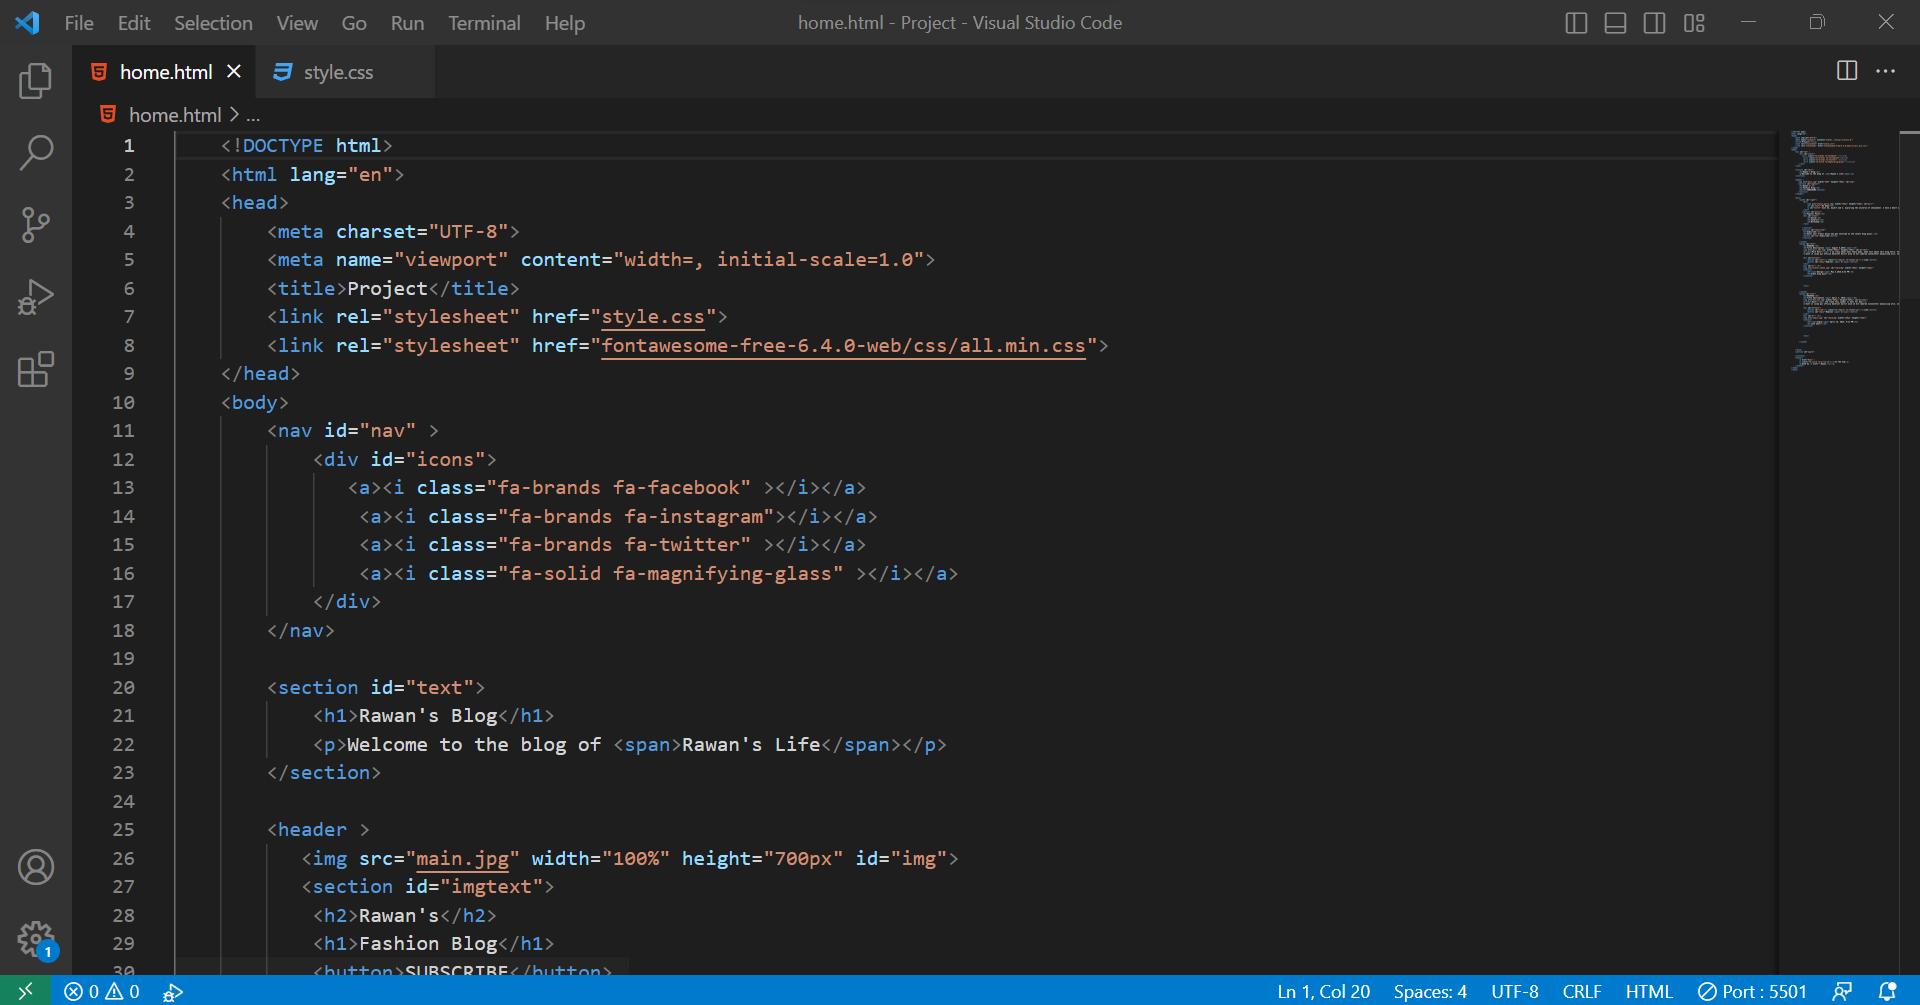 File Edit Selection View Go Run Terminal Help home.html - Project - Visual Studio Code
home.html style.css
home.html > ...
1 <!DOCTYPE html>
2 <html lang="en">
3 <head>
4 <meta charset="UTF-8">
5 <meta name="viewport" content="width=, initial-scale=1.0">
6 <title>Project</title>
7 <link rel="stylesheet" href="style.css">
8 <link rel="stylesheet" href="fontawesome-free-6.4.0-web/css/all.min.css">
9 </head>
10 <body>
11 <nav id="nav" >
12 <div id="icons">
13 <a><i class="fa-brands fa-facebook" ></i></a>
14 <a><i class="fa-brands fa-instagram"></i></a>
15 <a><i class="fa-brands fa-twitter" ></i></a>
16 <a><i class="fa-solid fa-magnifying-glass" ></i></a>
17 </div>
18 </nav>
19
20 <section id="text">
21 <h1>Rawan's Blog</h1>
22 <p>Welcome to the blog of <span>Rawan's Life</span></p>
23 </section>
24
25 <header >
26 <img src="main.jpg" width="100%" height="700px" id="img">
27 <section id="imgtext">
28 <h2>Rawan's</h2>
29 <h1>Fashion Blog</h1>
30 <button>SUBSCRIBE</button>
1
0 0 Ln 1, Col 20 Spaces: 4 UTF-8 CRLF HTML Port : 5501